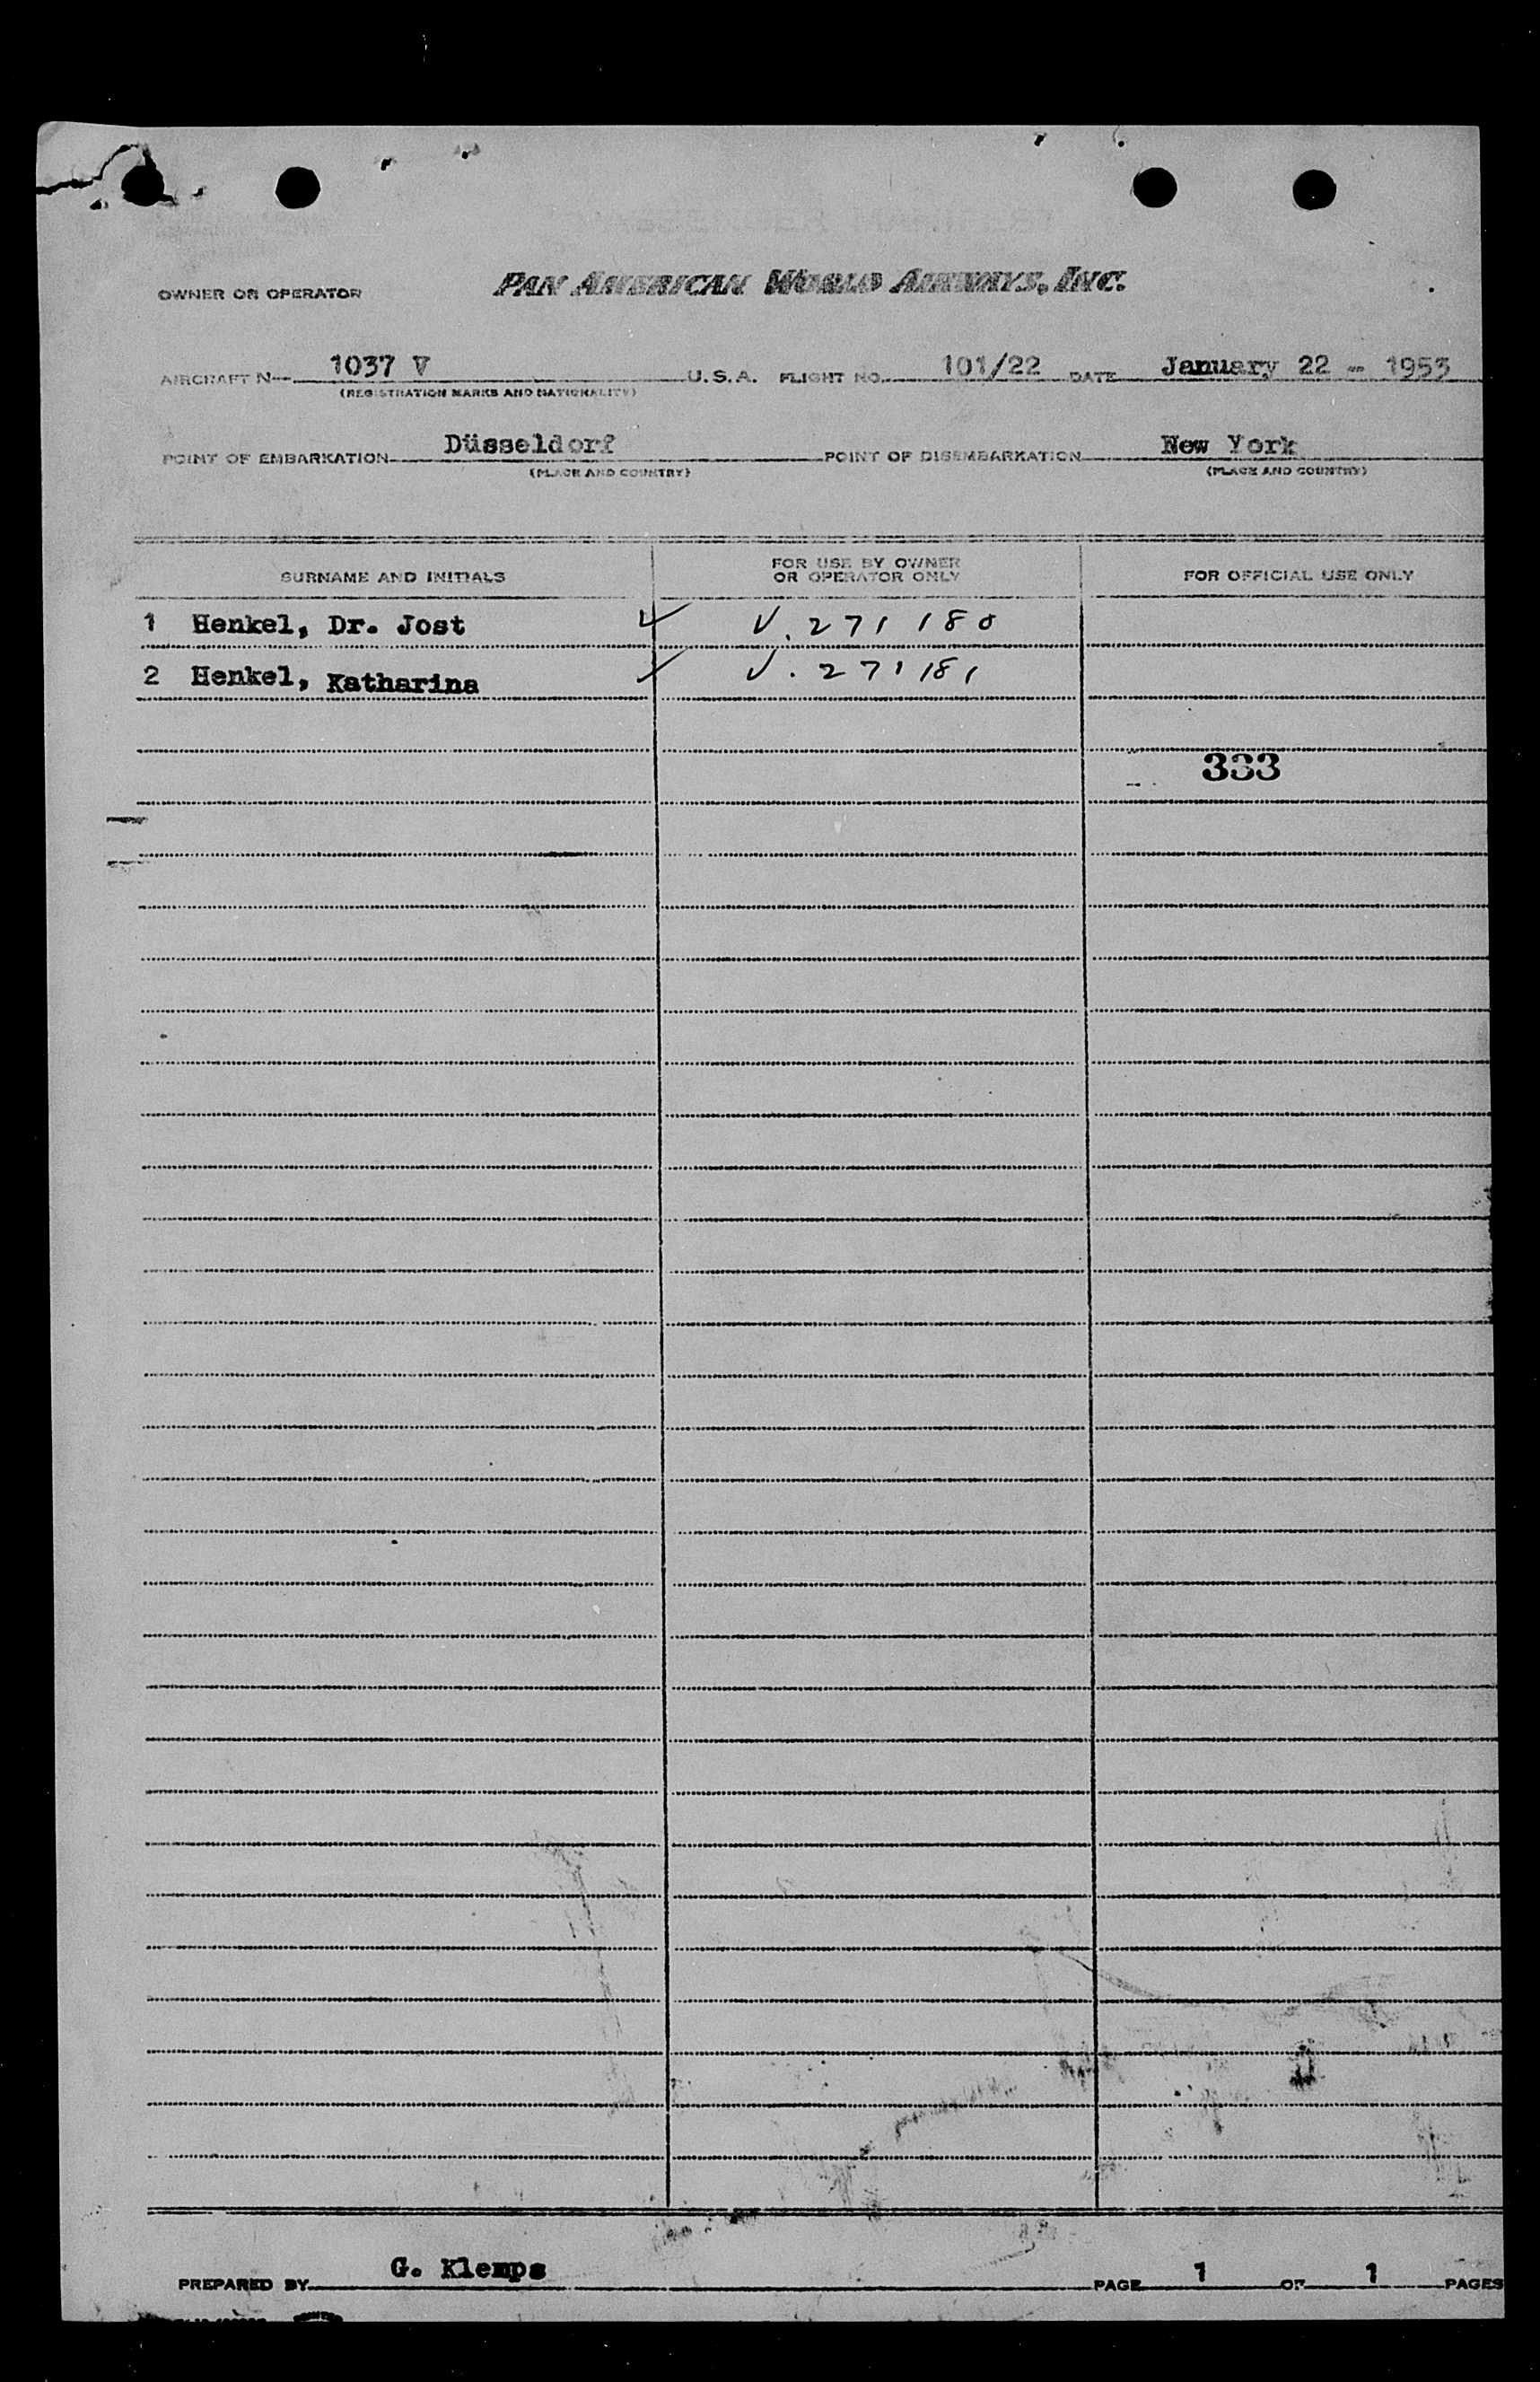 OWNER OR OPERATOR PAN AMERICAN WORLD AIRWAYS, INC.
AIRCRAFT N— 1037 V U.S.A. FLIGHT NO. 101/22 DATE January 22 - 1953
(REGISTRATION MARKS AND NATIONALITY)
POINT OF EMBARKATION Düsseldorf POINT OF DISEMBARKATION New York
(PLACE AND COUNTRY) (PLACE AND COUNTRY)
SURNAME AND INITIALS FOR USE BY OWNER OR OPERATOR ONLY FOR OFFICIAL USE ONLY
1 Henkel, Dr. Jost V. 271 180
2 Henkel, Katharina V. 271 181
333
PREPARED BY G. Klemps PAGE 1 OF 1 PAGES